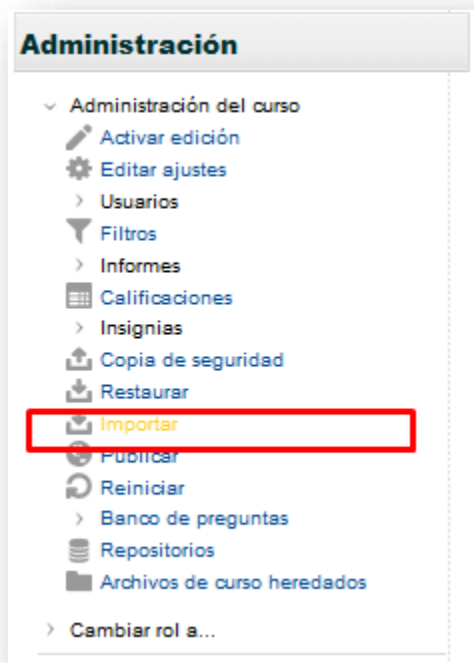 Administración
Administración del curso
Activar edición
Editar ajustes
Usuarios
Filtros
Informes
Calificaciones
Insignias
Copia de seguridad
Restaurar
Importar
Publicar
Reiniciar
Banco de preguntas
Repositorios
Archivos de curso heredados
Cambiar rol a...